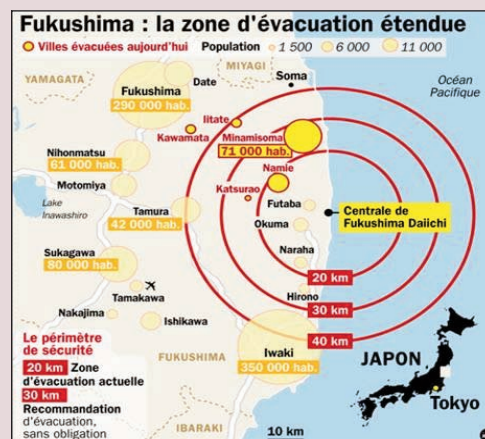 Fukushima : la zone d'évacuation étendue
Villes évacuées aujourd'hui Population 1 500 6 000 11 000
YAMAGATA
MIYAGI
Date
Soma
Océan
Pacifique
Fukushima
290 000 hab.
Iitate
Kawamata
Minamisoma
71 000 hab.
Nihonmatsu
61 000 hab.
Namie
Motomiya
Katsurao
Lake
Inawashiro
Tamura
42 000 hab.
Futaba
Centrale de
Fukushima Daiichi
Okuma
Sukagawa
80 000 hab.
Naraha
20 km
Tamakawa
Hirono
30 km
Nakajima
Ishikawa
40 km
Le périmètre
de sécurité
20 km Zone
d'évacuation actuelle
30 km
Recommandation
d'évacuation,
sans obligation
FUKUSHIMA
Iwaki
350 000 hab.
IBARAKI
10 km
JAPON
Tokyo